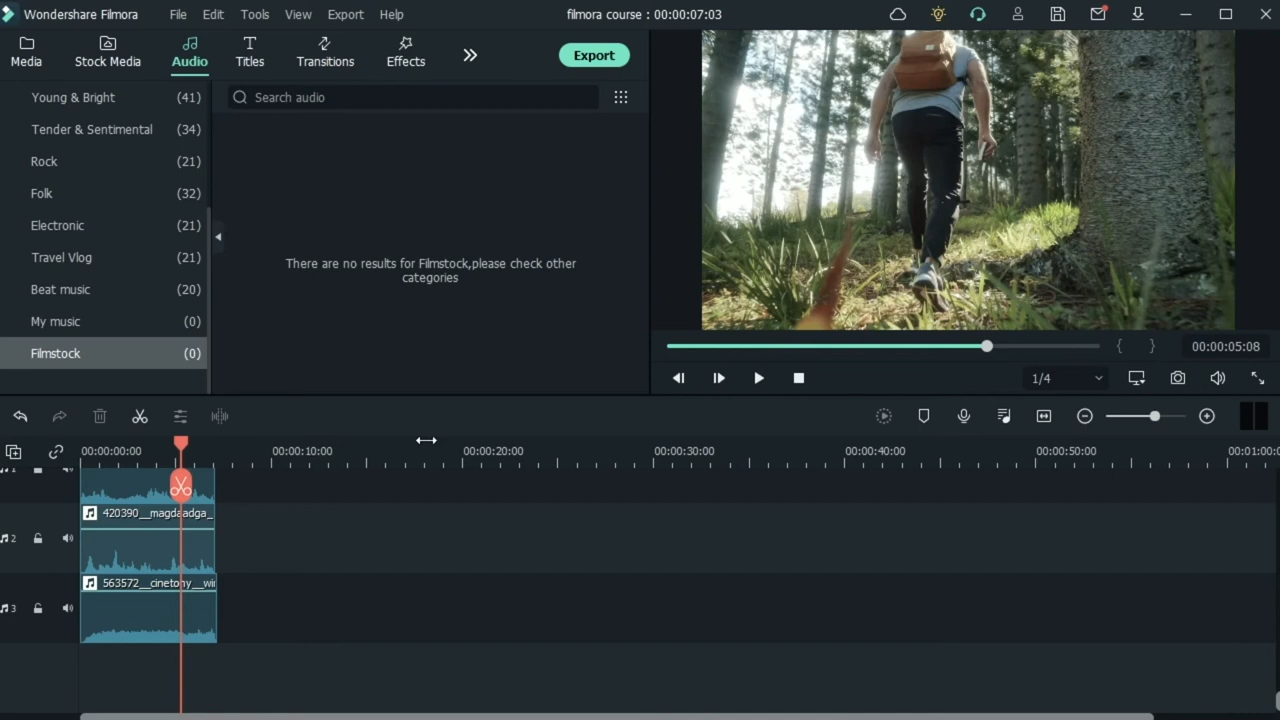 Wondershare Filmora File Edit Tools View Export Help filmora course : 00:00:07:03
Media Stock Media Audio Titles Transitions Effects Export
Young & Bright (41)
Search audio
Tender & Sentimental (34)
Rock (21)
Folk (32)
Electronic (21)
Travel Vlog (21)
Beat music (20)
My music (0)
Filmstock (0)
There are no results for Filmstock,please check other
categories
{ } 00:00:05:08
1/4
00:00:00:00 00:00:10:00 00:00:20:00 00:00:30:00 00:00:40:00 00:00:50:00 00:01:00:0
420390__magdaadga_
2
563572__cinetony__wi
3